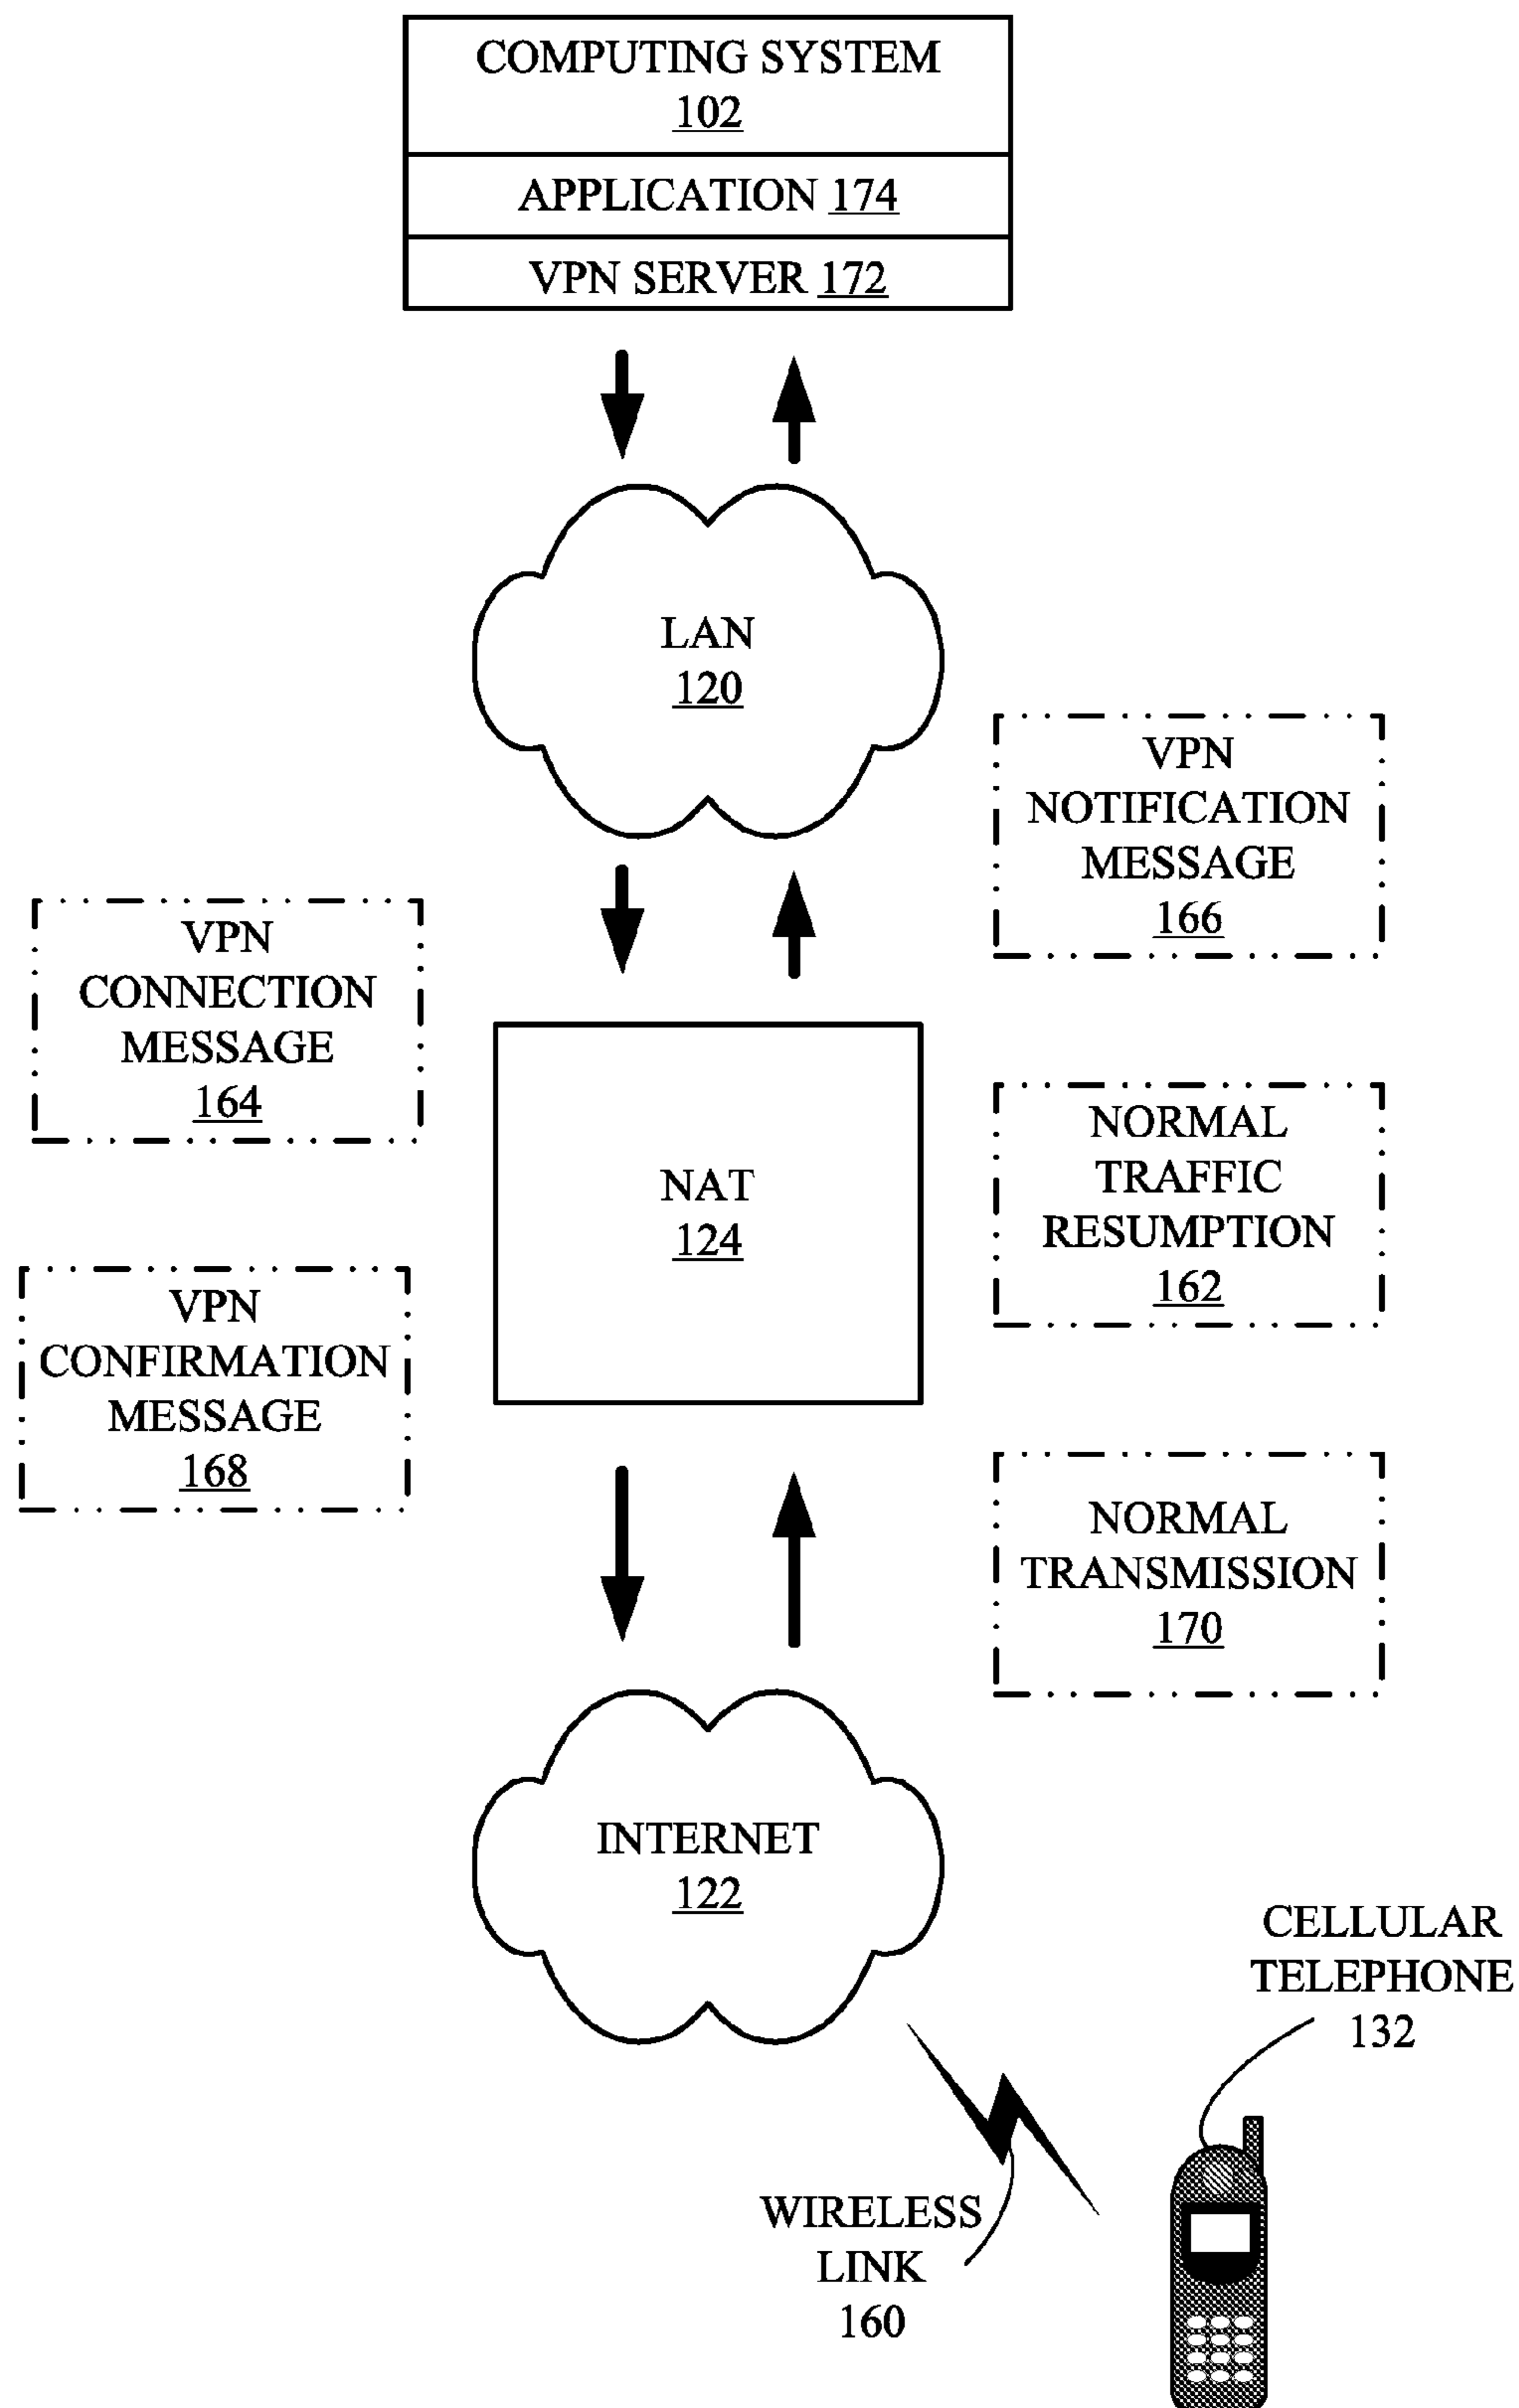 COMPUTING SYSTEM
102
APPLICATION 174
VPN SERVER 172
LAN
120
VPN
NOTIFICATION
MESSAGE
166
VPN
CONNECTION
MESSAGE
164
NORMAL
TRAFFIC
RESUMPTION
162
NAT
124
VPN
CONFIRMATION
MESSAGE
168
NORMAL
TRANSMISSION
170
INTERNET
122
CELLULAR
TELEPHONE
132
WIRELESS
LINK
160